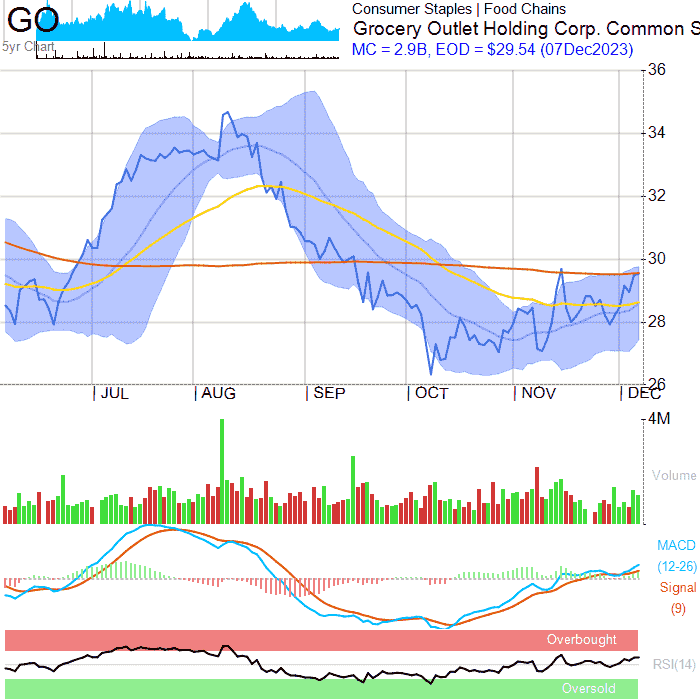 GO
Consumer Staples | Food Chains
Grocery Outlet Holding Corp. Common S
MC = 2.9B, EOD = $29.54 (07Dec2023)
5yr Chart
36
34
32
30
28
26
JUL
AUG
SEP
OCT
NOV
DEC
4M
Volume
MACD
(12-26)
Signal
(9)
Overbought
RSI(14)
Oversold